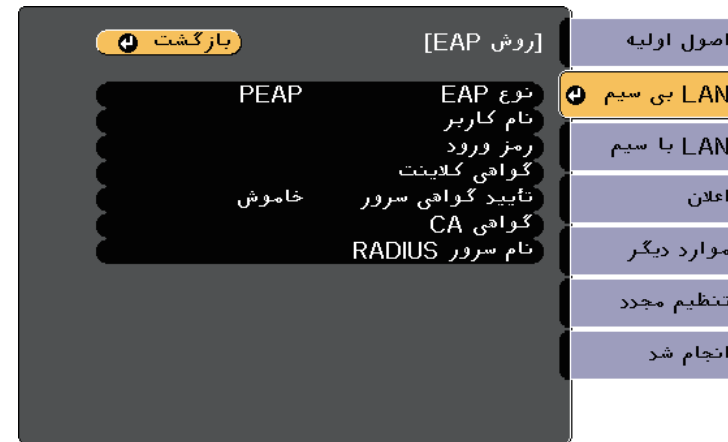 اصول اولیه
LAN بی سیم
LAN با سیم
اعلان
موارد دیگر
تنظیم مجدد
انجام شد
[روش EAP] بازگشت
نوع EAP PEAP
نام کاربر
رمز ورود
گواهی کلاینت
تأیید گواهی سرور خاموش
گواهی CA
نام سرور RADIUS